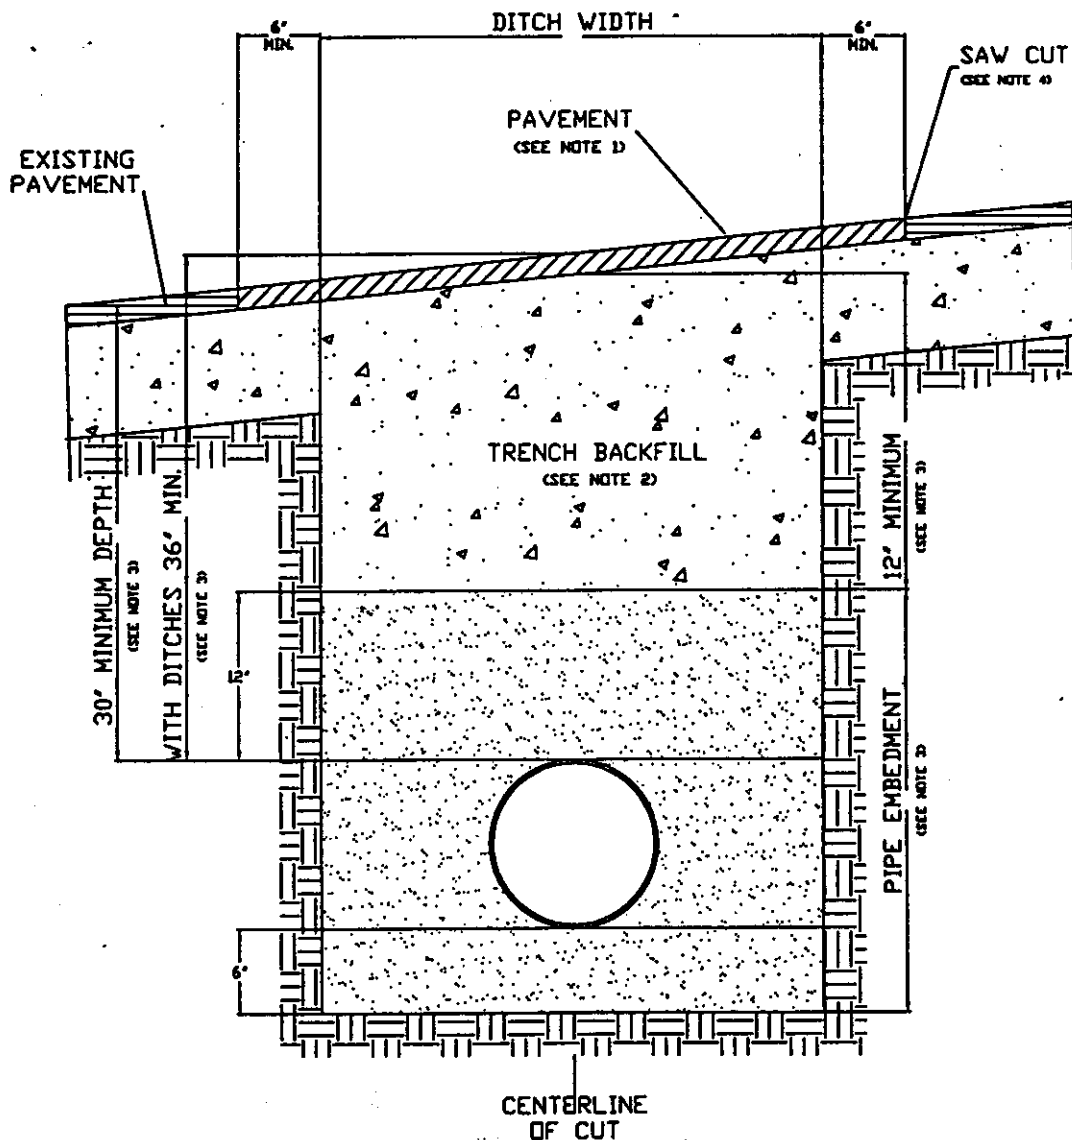 DITCH WIDTH
6"
MIN.
6"
MIN.
SAW CUT
(SEE NOTE 4)
PAVEMENT
(SEE NOTE 1)
EXISTING
PAVEMENT
TRENCH BACKFILL
(SEE NOTE 2)
30" MINIMUM DEPTH
(SEE NOTE 3)
WITH DITCHES 36" MIN.
(SEE NOTE 3)
12" MINIMUM
(SEE NOTE 3)
12"
PIPE EMBEDMENT
(SEE NOTE 3)
6"
CENTERLINE
OF CUT